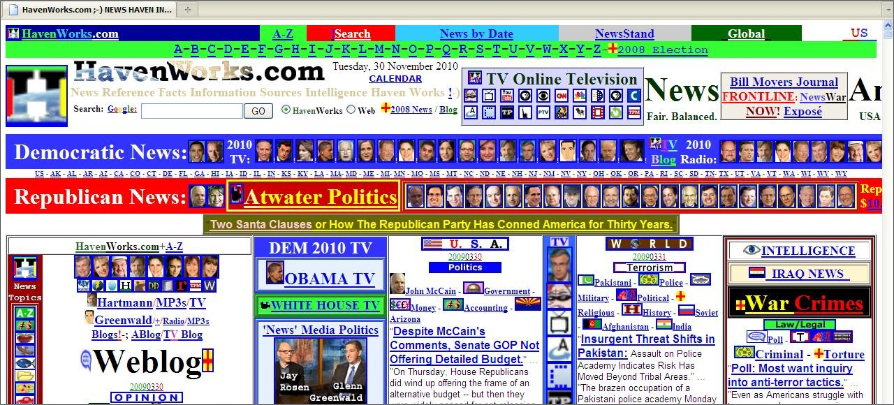 HavenWorks.com ;-) NEWS HAVEN IN...
HavenWorks.com A-Z Search News by Date NewsStand Global US
A-B-C-D-E-F-G-H-I-J-K-L-M-N-O-P-Q-R-S-T-U-V-W-X-Y-Z-2008 Election
HavenWorks.com
Tuesday, 30 November 2010
CALENDAR
News Reference Facts Information Sources Intelligence Haven Works !-)
Search: Google: GO HavenWorks Web 2008 News / Blog
TV Online Television
News
Fair. Balanced.
Bill Moyers Journal
FRONTLINE: NewsWar
NOW! Exposé
An
USA
Democratic News: 2010 TV: TV Blog 2010 Radio:
US - AK - AL - AR - AZ - CA - CO - CT - DE - FL - GA - HI - IA - ID - IL - IN - KS - KY - LA - MA - MD - ME - MI - MN - MO - MS - MT - NC - ND - NE - NH - NJ - NM - NV - NY - OH - OK - OR - PA - RI - SC - SD - TN - TX - UT - VA - VT - WA - WI - WV - WY
Republican News: Atwater Politics Rep
Two Santa Clauses or How The Republican Party Has Conned America for Thirty Years.
HavenWorks.com+A-Z
News Topics
A-Z
Hartmann/MP3s/TV
Greenwald/+/Radio/MP3s
Blogs!-; ABlog/TV Blog
Weblog
20090330
OPINION
DEM 2010 TV
OBAMA TV
WHITE HOUSE TV
'News' Media Politics
Jay Rosen
Glenn Greenwald
U. S. A.
20090330
Politics
John McCain - Government -
Money - Accounting -
Arizona
"Despite McCain's
Comments, Senate GOP Not
Offering Detailed Budget." ...
"On Thursday, House Republicans
did wind up offering the frame of an
alternative budget -- but then they
TV
WORLD
20090331
Terrorism
Pakistani - Police -
Military - Political -
Religious - History - Soviet
- Afghanistan - India
"Insurgent Threat Shifts in
Pakistan: Assault on Police
Academy Indicates Risk Has
Moved Beyond Tribal Areas." ...
"The brazen occupation of a
Pakistani police academy Monday
INTELLIGENCE
IRAQ NEWS
War Crimes
Law/Legal
Poll -
Criminal - Torture
"Poll: Most want inquiry
into anti-terror tactics." ...
"Even as Americans struggle with